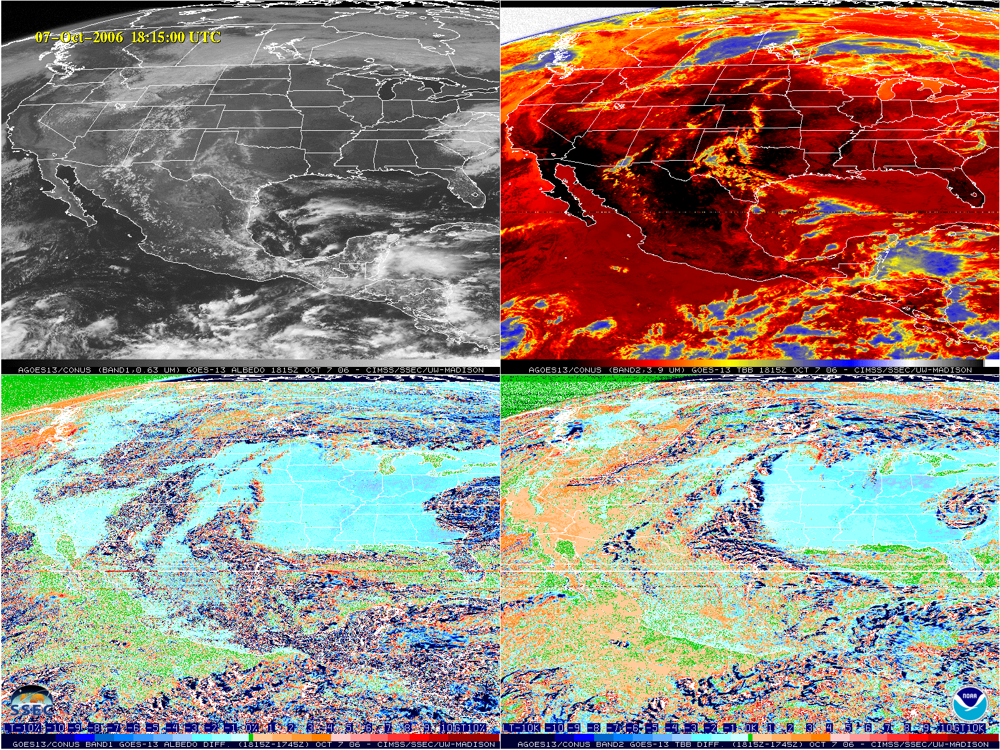 07-Oct-2006 18:15:00 UTC
AGOES13/CONUS (BAND1,0.63 UM) GOES-13 ALBEDO 1815Z OCT 7 06 - CIMSS/SSEC/UW-MADISON
AGOES13/CONUS (BAND2,3.9 UM) GOES-13 TBB 1815Z OCT 7 06 - CIMSS/SSEC/UW-MADISON
SSEC
NOAA
LT-10% -10 -9 -8 -7 -6 -5 -4 -3 -2 -1 0% 1 2 3 4 5 6 7 8 9 10 GT10%
LT-10K -10 -9 -8 -7 -6 -5 -4 -3 -2 -1 0K 1 2 3 4 5 6 7 8 9 10 GT10K
GOES13/CONUS BAND1 GOES-13 ALBEDO DIFF. (1815Z-1745Z) OCT 7 06 - CIMSS/SSEC/UW-MADISON
AGOES13/CONUS BAND2 GOES-13 TBB DIFF. (1815Z-1745Z) OCT 7 06 - CIMSS/SSEC/UW-MADISON